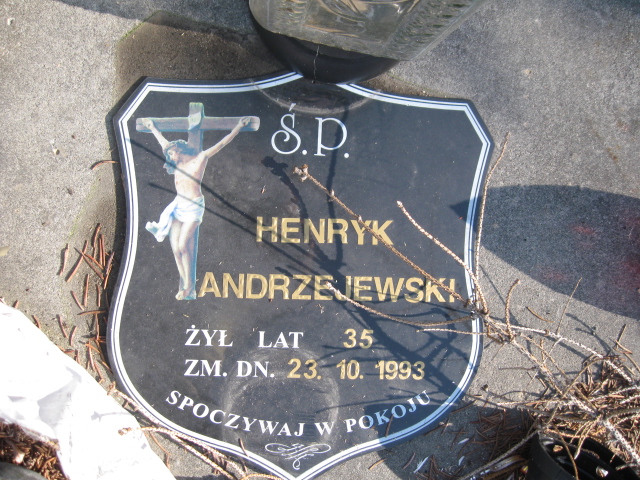 Ś.P.
HENRYK
ANDRZEJEWSKI
ŻYŁ LAT 35
ZM. DN. 23. 10. 1993
SPOCZYWAJ W POKOJU